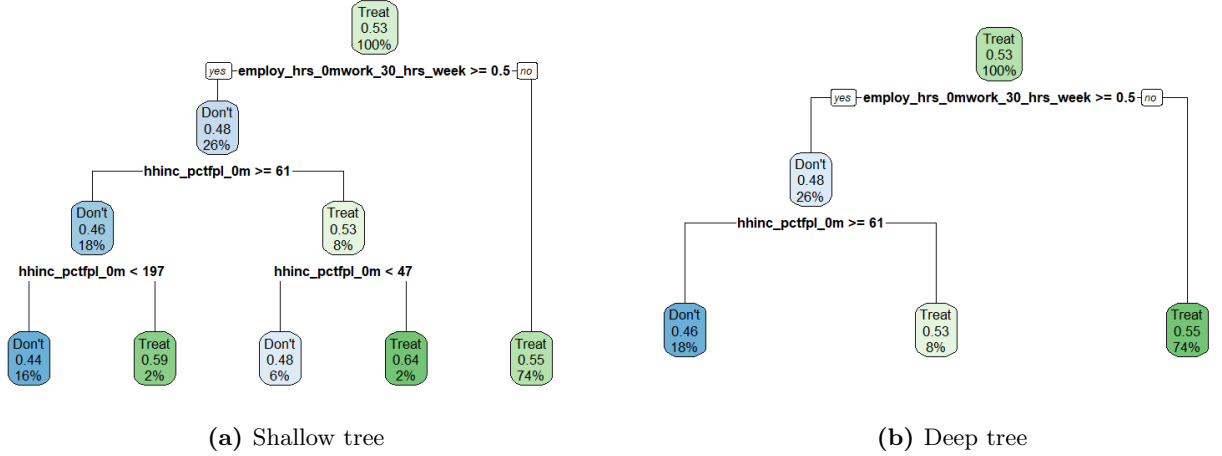 Treat
0.53
100%
yes employ_hrs_0mwork_30_hrs_week >= 0.5 no
Don't
0.48
26%
hhinc_pctfpl_0m >= 61
Don't
0.46
18%
Treat
0.53
8%
hhinc_pctfpl_0m < 197
hhinc_pctfpl_0m < 47
Don't
0.44
16%
Treat
0.59
2%
Don't
0.48
6%
Treat
0.64
2%
Treat
0.55
74%
(a) Shallow tree
Treat
0.53
100%
yes employ_hrs_0mwork_30_hrs_week >= 0.5 no
Don't
0.48
26%
hhinc_pctfpl_0m >= 61
Don't
0.46
18%
Treat
0.53
8%
Treat
0.55
74%
(b) Deep tree